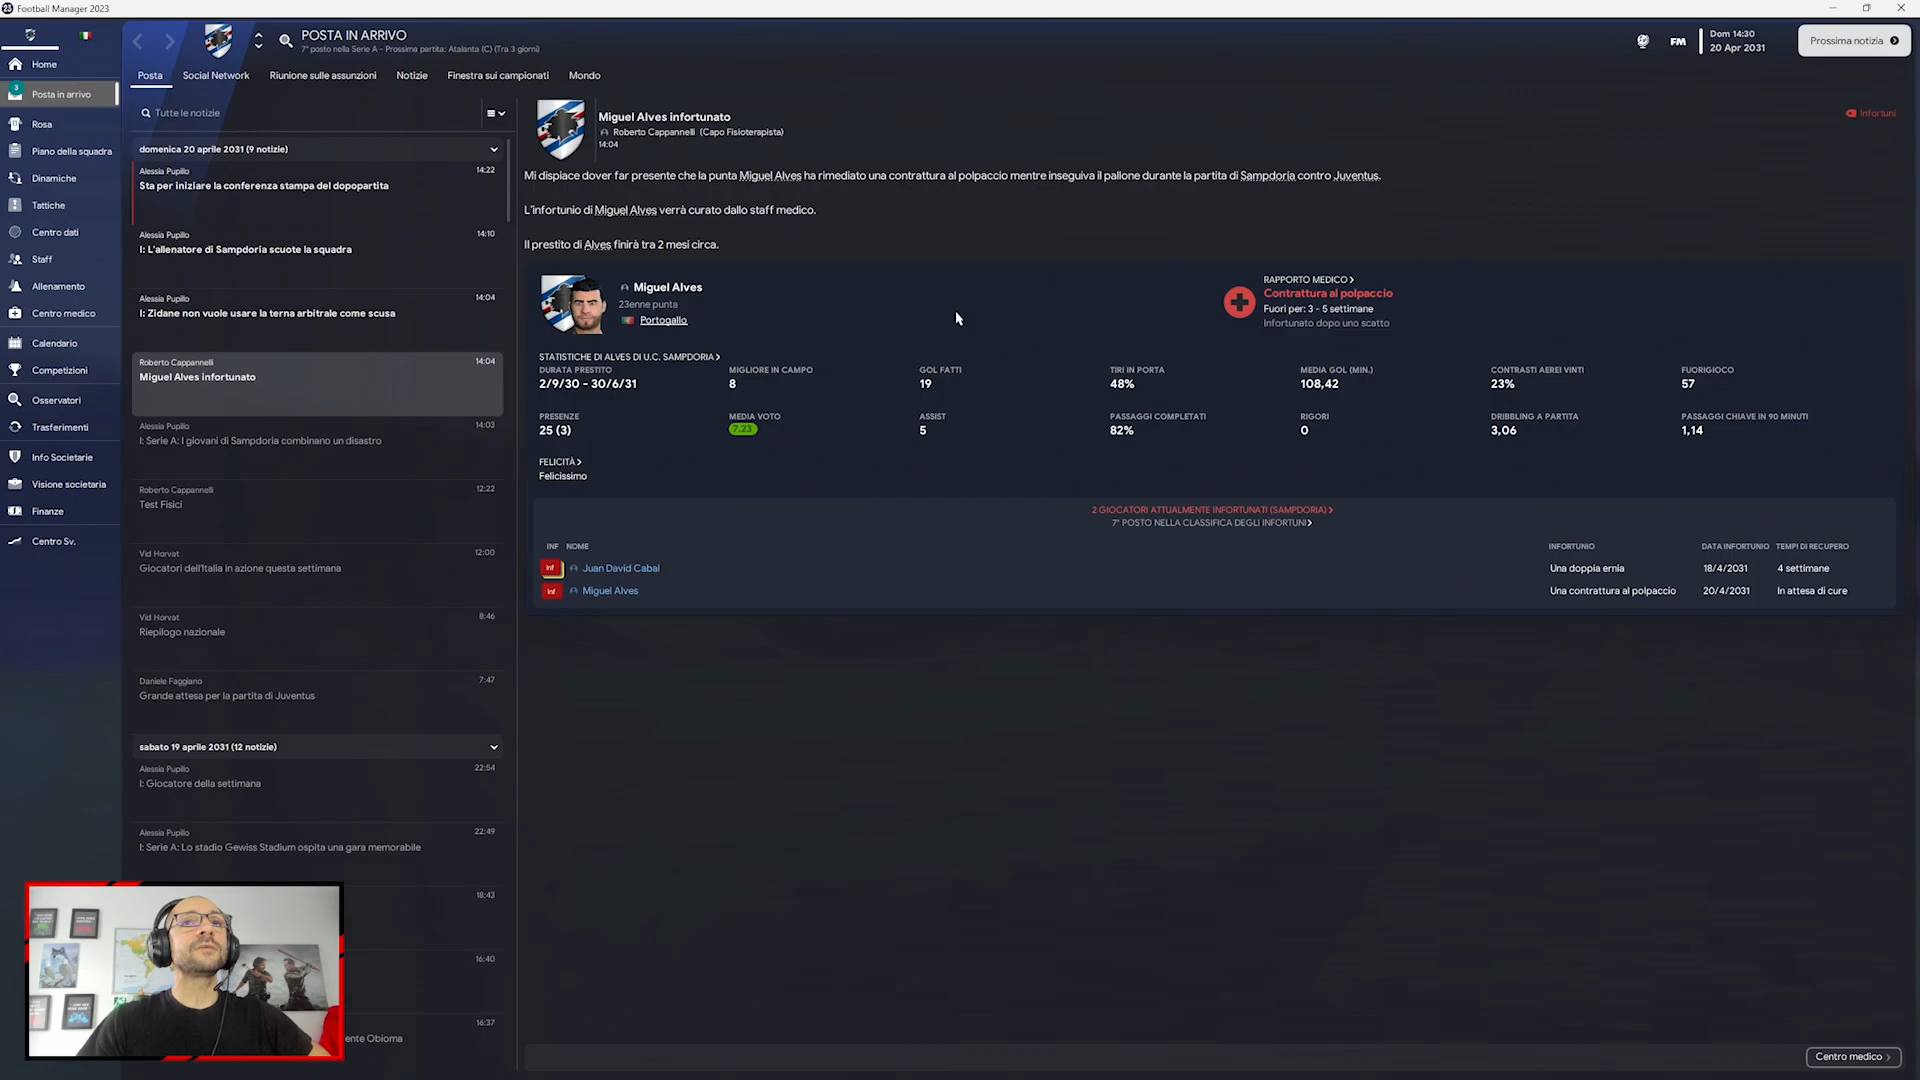 Football Manager 2023
POSTA IN ARRIVO
7° posto nella Serie A - Prossima partita: Atalanta (C) (Tra 3 giorni)
FM
Dom 14:30
20 Apr 2031
Prossima notizia
Home
3
Posta in arrivo
Rosa
Piano della squadra
Dinamiche
Tattiche
Centro dati
Staff
Allenamento
Centro medico
Calendario
Competizioni
Osservatori
Trasferimenti
Info Societarie
Visione societaria
Finanze
Centro Sv.
Posta
Social Network
Riunione sulle assunzioni
Notizie
Finestra sui campionati
Mondo
Tutte le notizie
domenica 20 aprile 2031 (9 notizie)
Alessia Pupillo 14:22
Sta per iniziare la conferenza stampa del dopopartita
Alessia Pupillo 14:10
I: L'allenatore di Sampdoria scuote la squadra
Alessia Pupillo 14:04
I: Zidane non vuole usare la terna arbitrale come scusa
Roberto Cappannelli 14:04
Miguel Alves infortunato
Alessia Pupillo 14:03
I: Serie A: I giovani di Sampdoria combinano un disastro
Roberto Cappannelli 12:22
Test Fisici
Vid Horvat 12:00
Giocatori dell'Italia in azione questa settimana
Vid Horvat 8:46
Riepilogo nazionale
Daniele Faggiano 7:47
Grande attesa per la partita di Juventus
sabato 19 aprile 2031 (12 notizie)
Alessia Pupillo 22:54
I: Giocatore della settimana
Alessia Pupillo 22:49
I: Serie A: Lo stadio Gewiss Stadium ospita una gara memorabile
18:43
16:40
16:37
ente Obioma
Miguel Alves infortunato
Roberto Cappannelli (Capo Fisioterapista)
14:04
Infortuni
Mi dispiace dover far presente che la punta Miguel Alves ha rimediato una contrattura al polpaccio mentre inseguiva il pallone durante la partita di Sampdoria contro Juventus.
L'infortunio di Miguel Alves verrà curato dallo staff medico.
Il prestito di Alves finirà tra 2 mesi circa.
Miguel Alves
23enne punta
Portogallo
RAPPORTO MEDICO
Contrattura al polpaccio
Fuori per: 3 - 5 settimane
Infortunato dopo uno scatto
STATISTICHE DI ALVES DI U.C. SAMPDORIA
DURATA PRESTITO MIGLIORE IN CAMPO GOL FATTI TIRI IN PORTA MEDIA GOL (MIN.) CONTRASTI AEREI VINTI FUORIGIOCO
2/9/30 - 30/6/31 8 19 48% 108,42 23% 57
PRESENZE MEDIA VOTO ASSIST PASSAGGI COMPLETATI RIGORI DRIBBLING A PARTITA PASSAGGI CHIAVE IN 90 MINUTI
25 (3) 7.23 5 82% 0 3,06 1,14
FELICITÀ
Felicissimo
2 GIOCATORI ATTUALMENTE INFORTUNATI (SAMPDORIA)
7° POSTO NELLA CLASSIFICA DEGLI INFORTUNI
INF NOME INFORTUNIO DATA INFORTUNIO TEMPI DI RECUPERO
Inf Juan David Cabal Una doppia ernia 18/4/2031 4 settimane
Inf Miguel Alves Una contrattura al polpaccio 20/4/2031 In attesa di cure
Centro medico